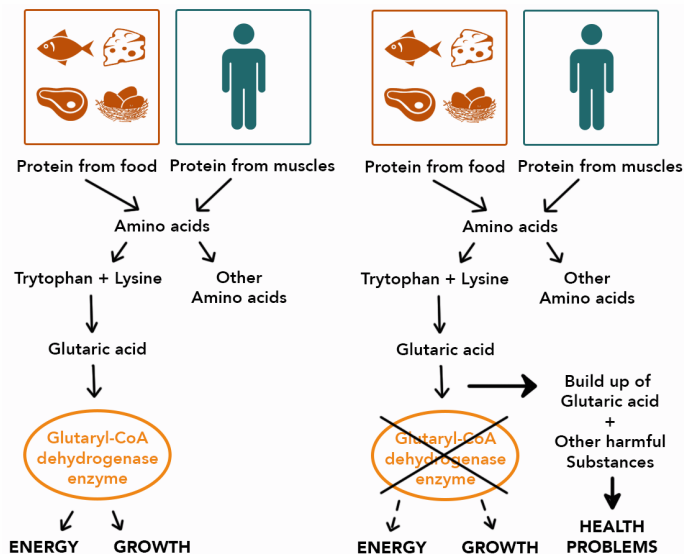 Protein from food
Protein from muscles
Amino acids
Trytophan + Lysine
Other
Amino acids
Glutaric acid
Glutaryl-CoA
dehydrogenase
enzyme
ENERGY
GROWTH
Protein from food
Protein from muscles
Amino acids
Trytophan + Lysine
Other
Amino acids
Glutaric acid
Build up of
Glutaric acid
+
Other harmful
Substances
Glutaryl-CoA
dehydrogenase
enzyme
ENERGY
GROWTH
HEALTH
PROBLEMS